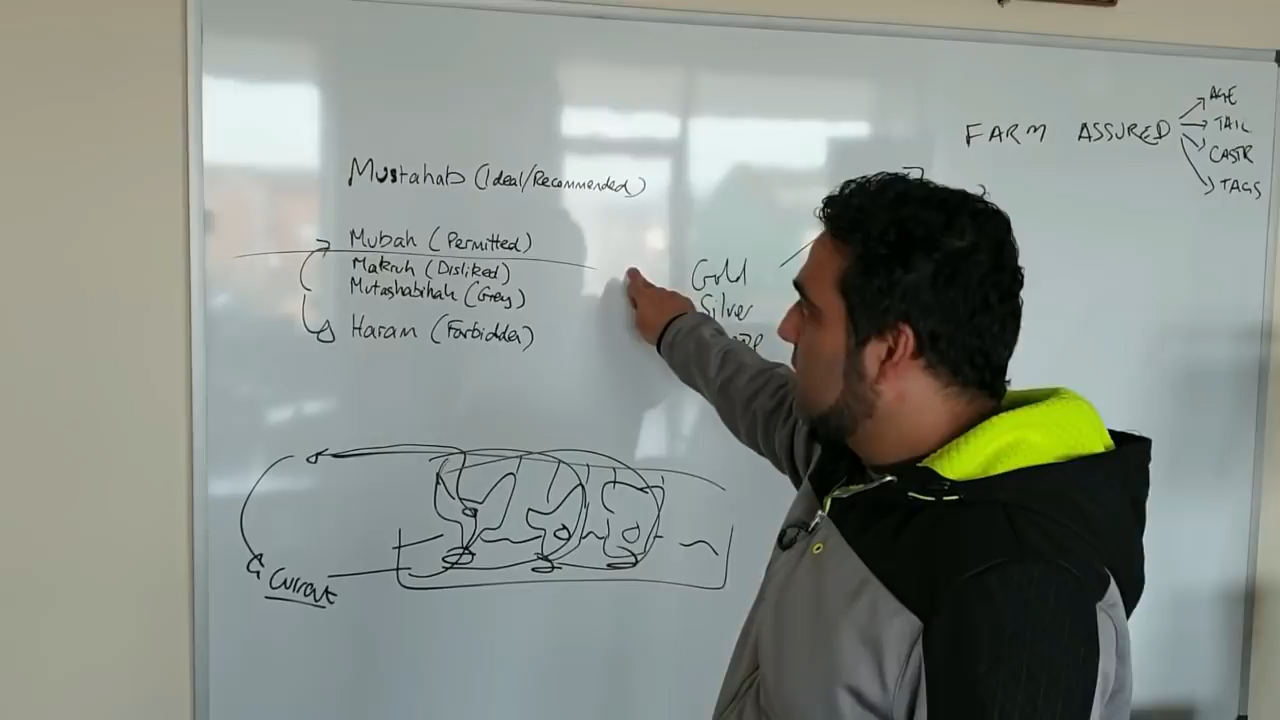 Mustahab (Ideal/Recommended)
Mubah (Permitted)
Makruh (Disliked)
Mutashabihah (Grey)
Haram (Forbidden)
Gold
Silver
FARM ASSURED
AGE
TAIL
CASTR
TAGS
Current